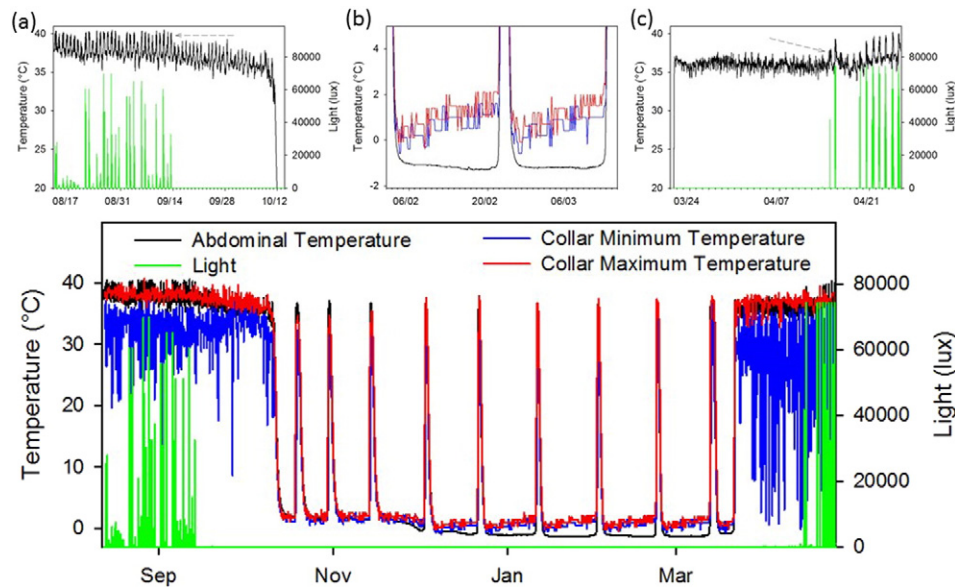 (a) (b) (c)
40 100000 4 40 100000
35 80000 2 35 80000
30 60000 0 30 60000
25 40000 -2 25 40000
20 20000 20 20000
0 0
Temperature (°C) Light (lux) Temperature (°C) Temperature (°C) Light (lux)
08/17 08/31 09/14 09/28 10/12 06/02 20/02 06/03 03/24 04/07 04/21
Abdominal Temperature Collar Minimum Temperature
Light Collar Maximum Temperature
40 80000
30 60000
20 40000
10 20000
0 0
Temperature (°C) Light (lux)
Sep Nov Jan Mar